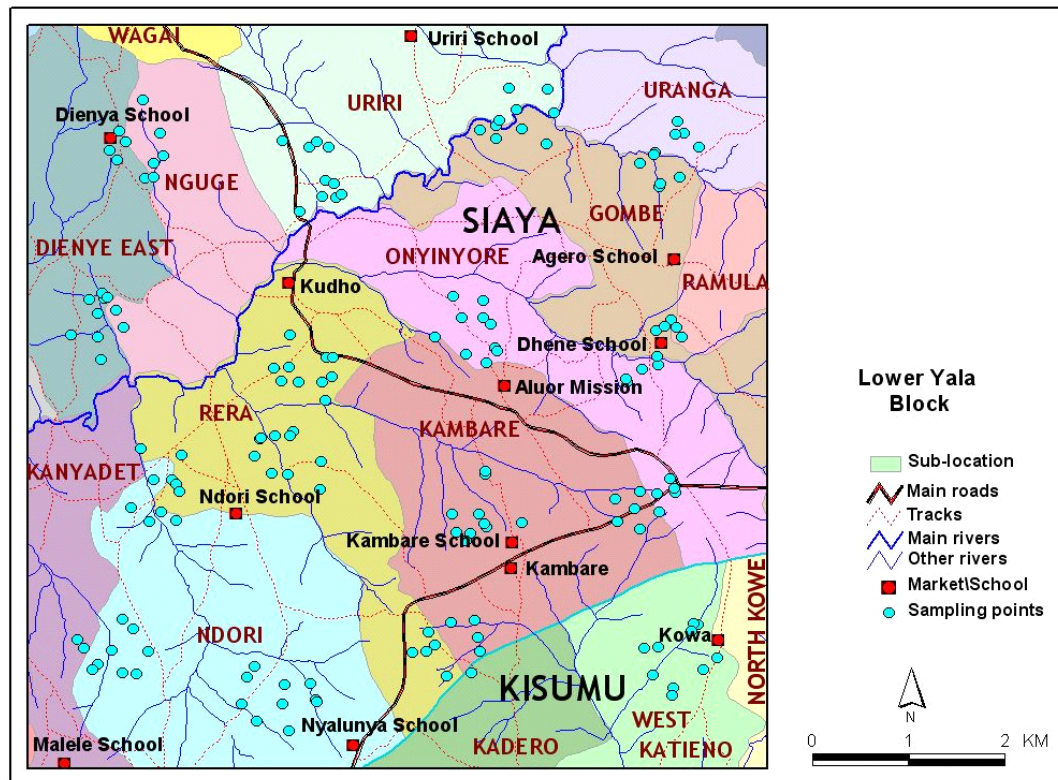 WAGAI
Uriri School
URIRI
URANGA
Dienya School
NGUGE
SIAYA
GOMBE
DIENYE EAST
ONYINYORE
Agero School
RAMULA
Kudho
Dhene School
Aluor Mission
RERA
KAMBARE
KANYADET
Ndori School
Kambare School
Kambare
NDORI
Kowa
NORTH KOWE
KISUMU
Nyalunya School
WEST
KATIENO
KADERO
Malele School
Lower Yala
Block
Sub-location
Main roads
Tracks
Main rivers
Other rivers
Market\School
Sampling points
N
0 1 2 KM